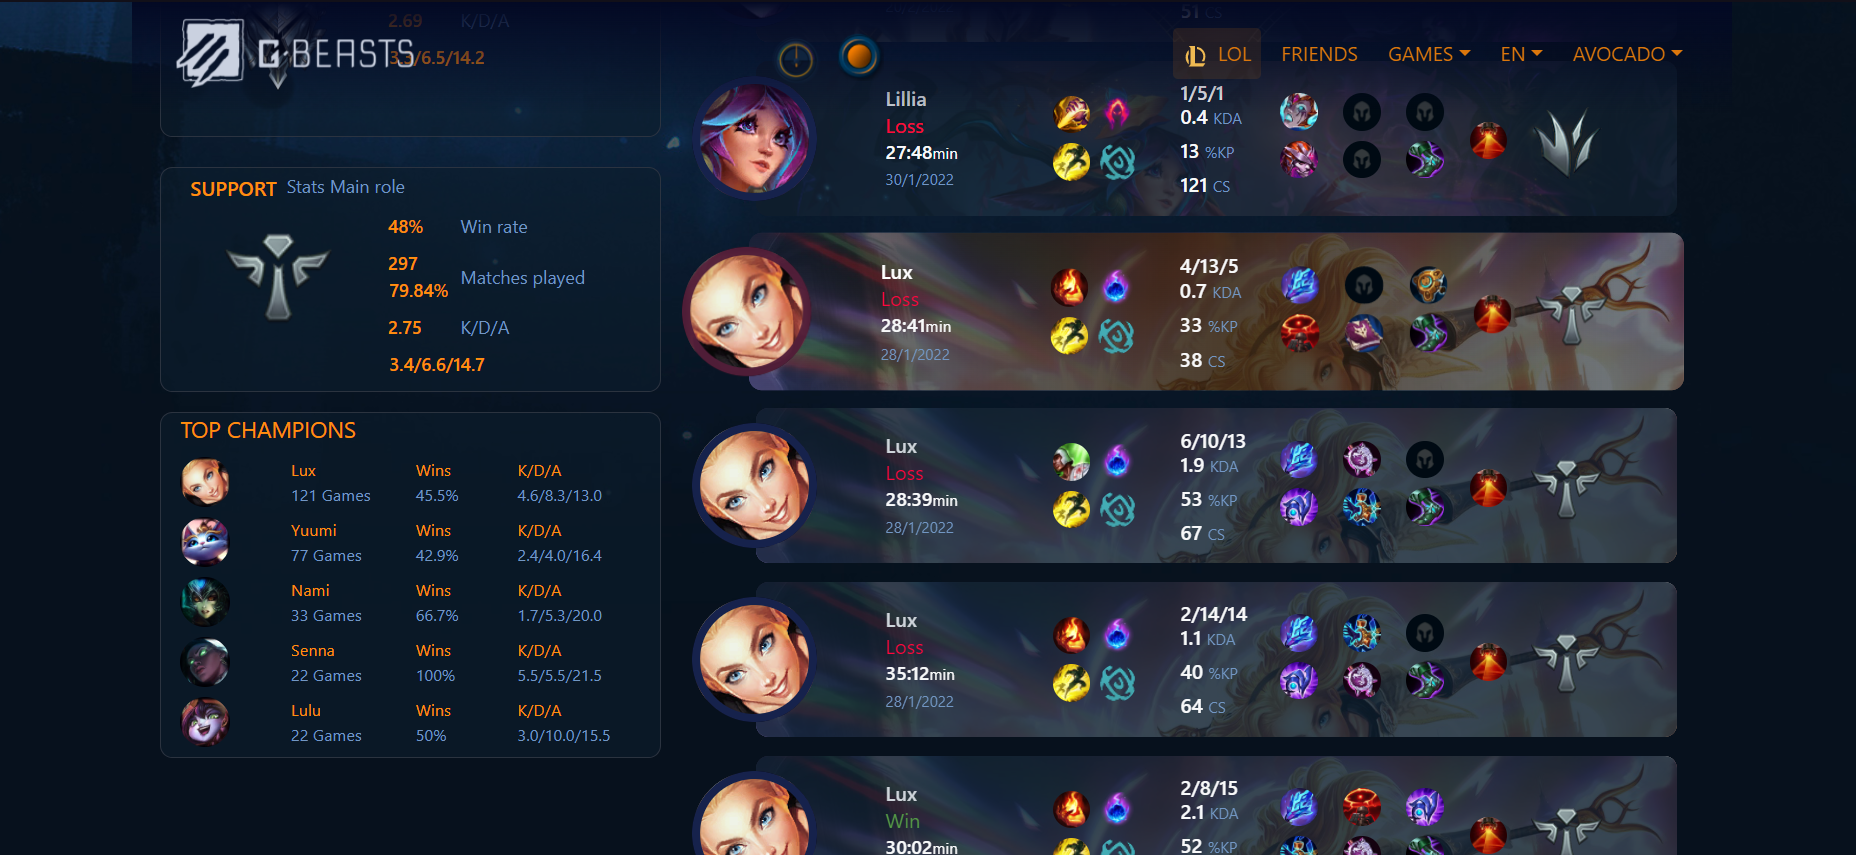 2.69 K/D/A
3.3/6.5/14.2
G·BEASTS
LOL
FRIENDS
GAMES
EN
AVOCADO
SUPPORT Stats Main role
48% Win rate
297
79.84% Matches played
2.75 K/D/A
3.4/6.6/14.7
TOP CHAMPIONS
Lux Wins K/D/A
121 Games 45.5% 4.6/8.3/13.0
Yuumi Wins K/D/A
77 Games 42.9% 2.4/4.0/16.4
Nami Wins K/D/A
33 Games 66.7% 1.7/5.3/20.0
Senna Wins K/D/A
22 Games 100% 5.5/5.5/21.5
Lulu Wins K/D/A
22 Games 50% 3.0/10.0/15.5
51 CS
Lillia
Loss
27:48min
30/1/2022
1/5/1
0.4 KDA
13 %KP
121 CS
Lux
Loss
28:41min
28/1/2022
4/13/5
0.7 KDA
33 %KP
38 CS
Lux
Loss
28:39min
28/1/2022
6/10/13
1.9 KDA
53 %KP
67 CS
Lux
Loss
35:12min
28/1/2022
2/14/14
1.1 KDA
40 %KP
64 CS
Lux
Win
30:02min
2/8/15
2.1 KDA
52 %KP